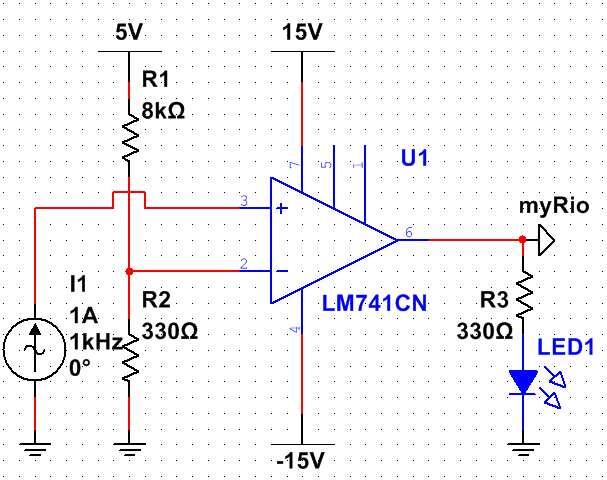 5V
15V
R1
8kΩ
U1
7
5
1
3
+
myRio
6
2
−
I1
1A
1kHz
0°
R2
330Ω
LM741CN
R3
330Ω
4
LED1
-15V